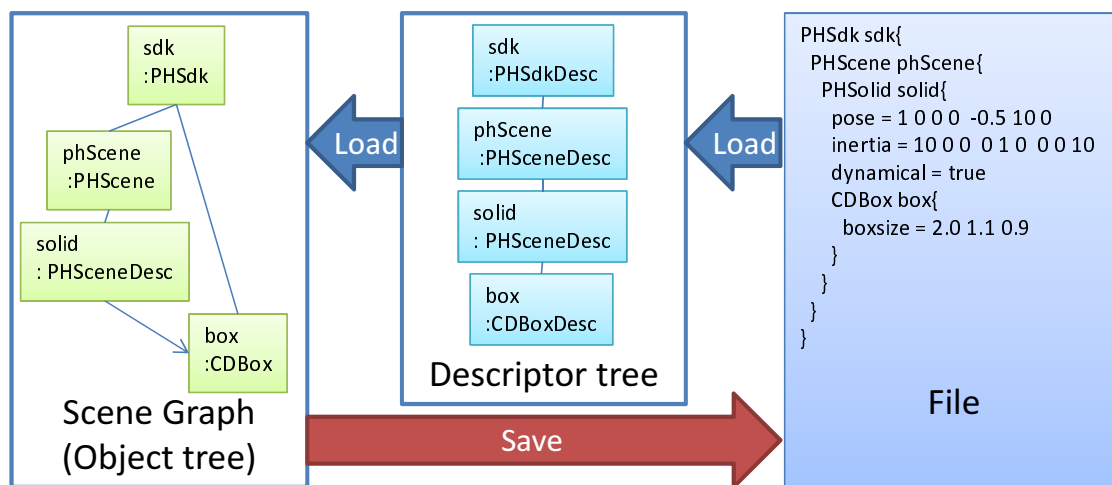 sdk
:PHSdk
phScene
:PHScene
solid
: PHSceneDesc
box
:CDBox
Scene Graph
(Object tree)
Load
sdk
:PHSdkDesc
phScene
:PHSceneDesc
solid
: PHSceneDesc
box
:CDBoxDesc
Descriptor tree
Load
PHSdk sdk{
PHScene phScene{
PHSolid solid{
pose = 1 0 0 0  -0.5 10 0
inertia = 10 0 0  0 1 0  0 0 10
dynamical = true
CDBox box{
boxsize = 2.0 1.1 0.9
}
}
}
}
File
Save